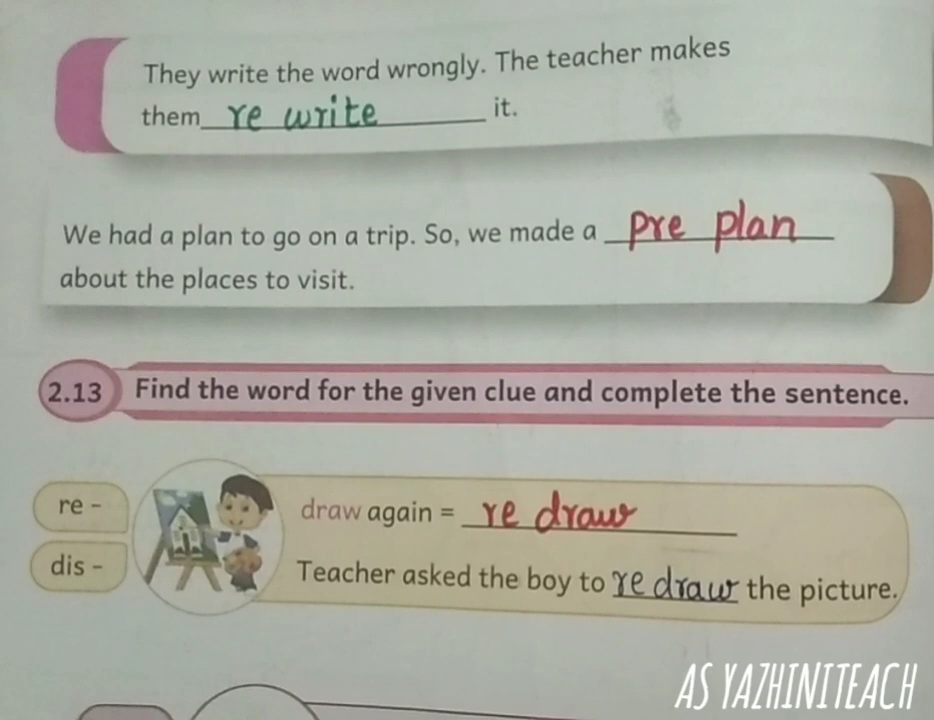 They write the word wrongly. The teacher makes
them re write it.
We had a plan to go on a trip. So, we made a pre plan
about the places to visit.
2.13 Find the word for the given clue and complete the sentence.
re -
dis -
draw again = re draw
Teacher asked the boy to re draw the picture.
AS YAZHINITEACH